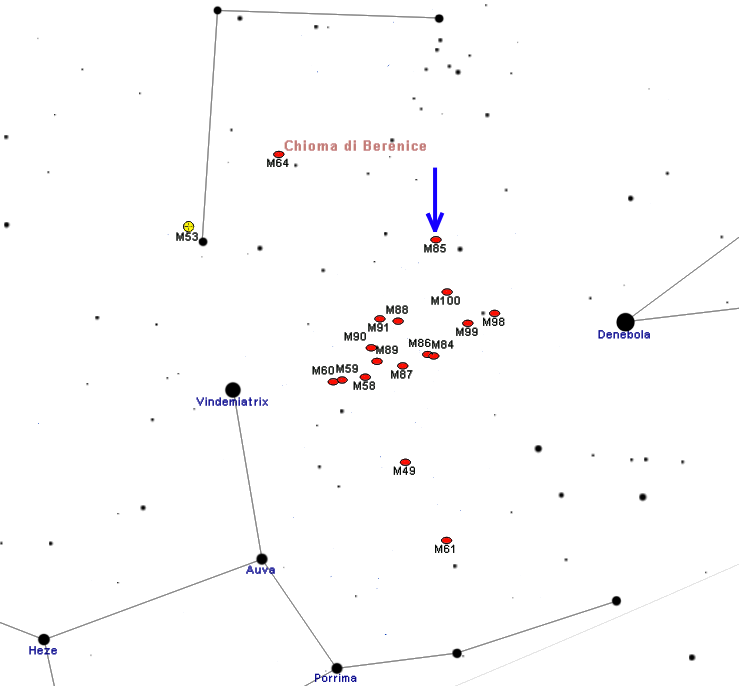 Chioma di Berenice
M64
M53
M85
M100
M88
M98
M91
M99
Denebola
M90
M86
M84
M89
M60
M59
M87
M58
Vindemiatrix
M49
M61
Auva
Heze
Porrima